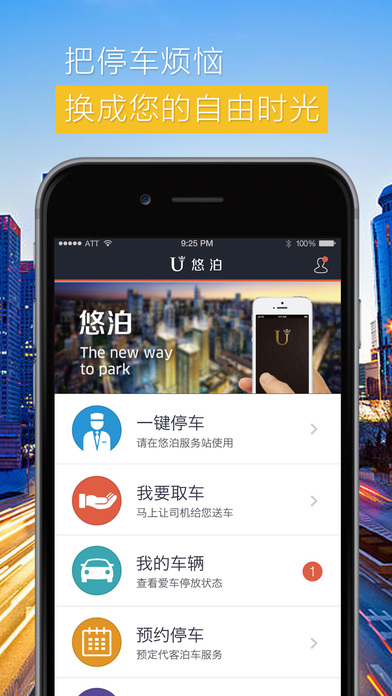 把停车烦恼
换成您的自由时光
ATT 9:25 PM 100%
U 悠泊
悠泊
The new way
to park
U
一键停车
请在悠泊服务站使用
我要取车
马上让司机给您送车
我的车辆
查看爱车停放状态
1
预约停车
预定代客泊车服务